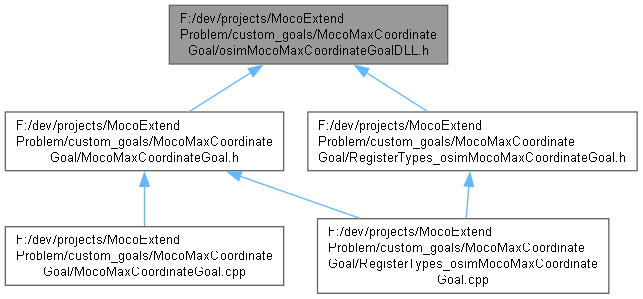 F:/dev/projects/MocoExtend
Problem/custom_goals/MocoMaxCoordinate
Goal/osimMocoMaxCoordinateGoalDLL.h
F:/dev/projects/MocoExtend
Problem/custom_goals/MocoMaxCoordinate
Goal/MocoMaxCoordinateGoal.h
F:/dev/projects/MocoExtend
Problem/custom_goals/MocoMaxCoordinate
Goal/RegisterTypes_osimMocoMaxCoordinateGoal.h
F:/dev/projects/MocoExtend
Problem/custom_goals/MocoMaxCoordinate
Goal/MocoMaxCoordinateGoal.cpp
F:/dev/projects/MocoExtend
Problem/custom_goals/MocoMaxCoordinate
Goal/RegisterTypes_osimMocoMaxCoordinate
Goal.cpp